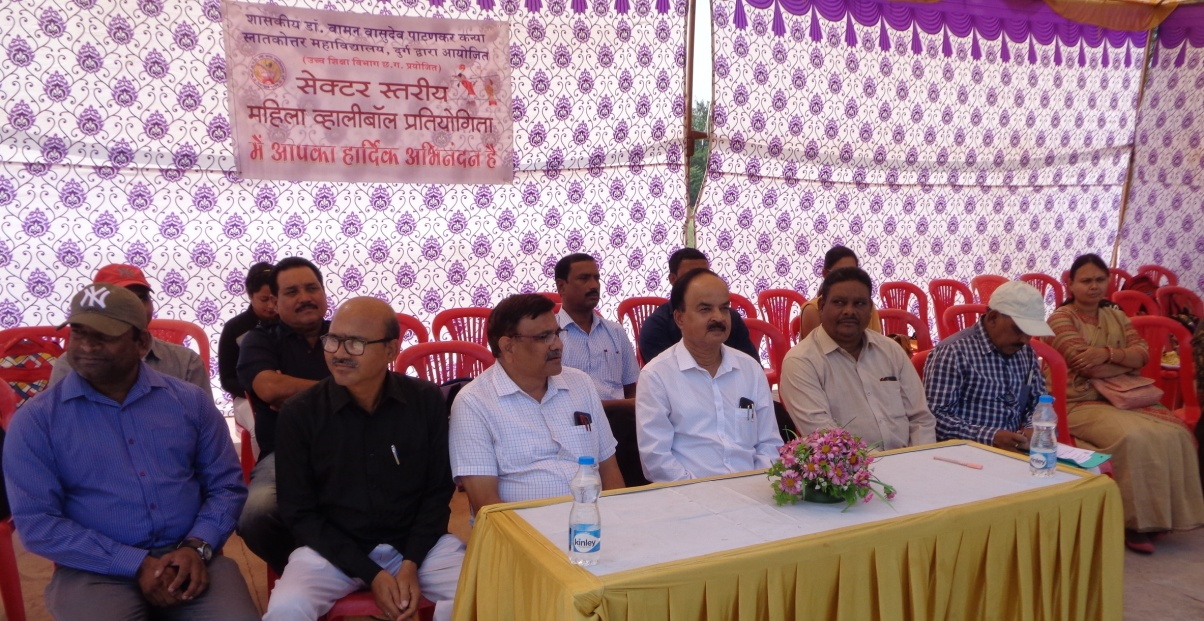 शासकीय डॉ. वामन वासुदेव पाटणकर कन्या
स्नातकोत्तर महाविद्यालय, दुर्ग द्वारा आयोजित
(उच्च शिक्षा विभाग छ.ग. प्रायोजित)
सेक्टर स्तरीय
महिला व्हालीबॉल प्रतियोगिता
में आपका हार्दिक अभिनंदन है
NY
kinley